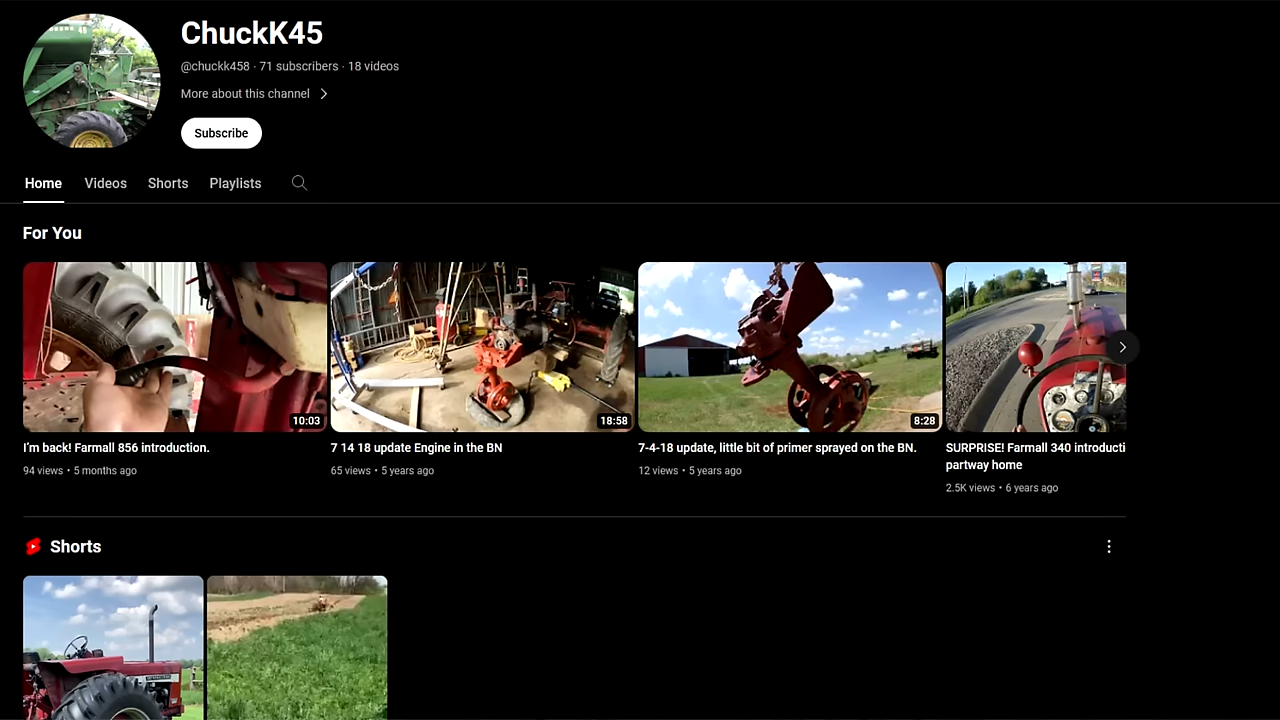 ChuckK45
@chuckk458 · 71 subscribers · 18 videos
More about this channel
Subscribe
Home Videos Shorts Playlists
For You
10:03
18:58
8:28
I'm back! Farmall 856 introduction.
94 views • 5 months ago
7 14 18 update Engine in the BN
65 views • 5 years ago
7-4-18 update, little bit of primer sprayed on the BN.
12 views • 5 years ago
SURPRISE! Farmall 340 introducti
partway home
2.5K views • 6 years ago
Shorts